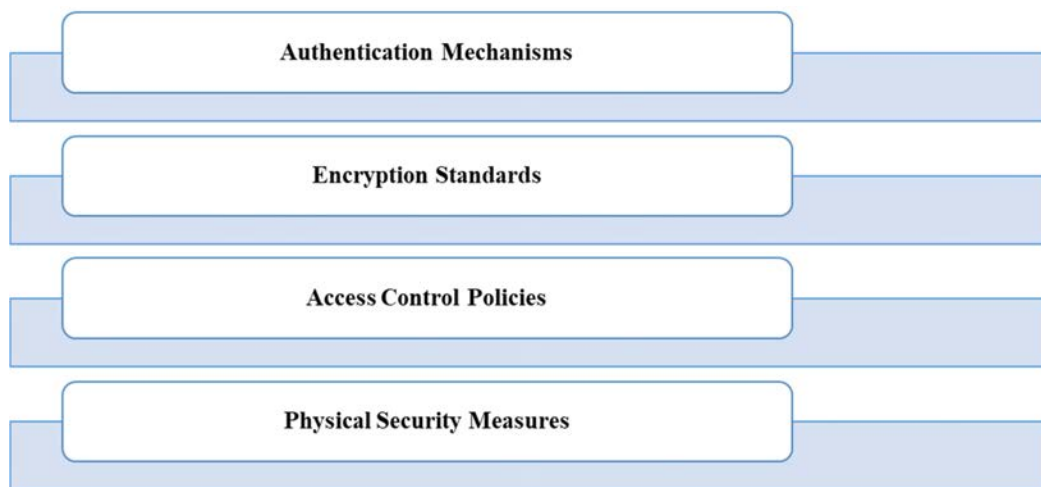 Authentication Mechanisms
Encryption Standards
Access Control Policies
Physical Security Measures